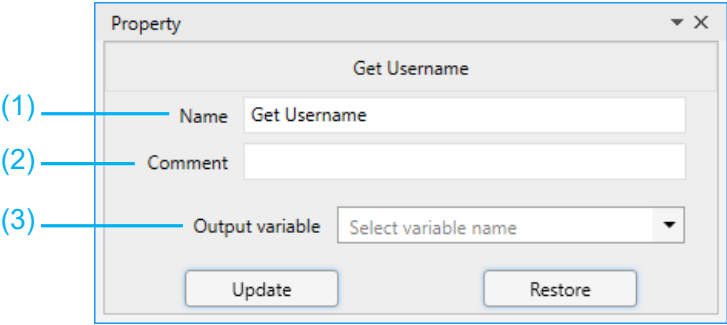 Property
Get Username
(1) Name Get Username
(2) Comment
(3) Output variable Select variable name
Update Restore